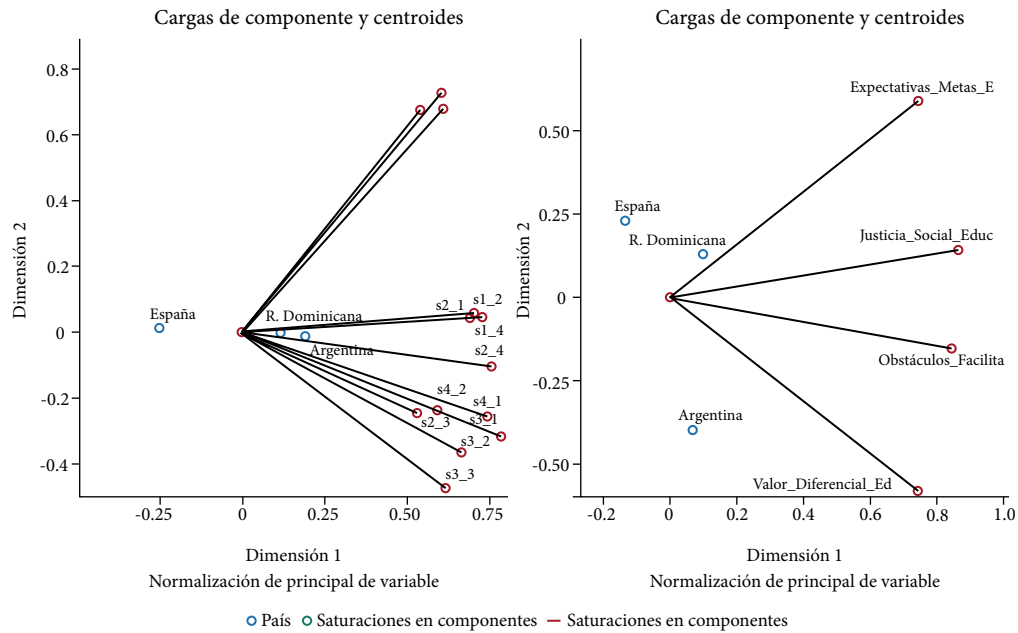 Cargas de componente y centroides
0.8
0.6
0.4
0.2
0
-0.2
-0.4
Dimensión 2
España
R. Dominicana
Argentina
s2_1
s1_2
s1_4
s2_4
s4_2
s4_1
s2_3
s3_1
s3_2
s3_3
-0.25
0
0.25
0.50
0.75
Dimensión 1
Normalización de principal de variable
Cargas de componente y centroides
0.50
0.25
0
-0.25
-0.50
Dimensión 2
Expectativas_Metas_E
España
R. Dominicana
Justicia_Social_Educ
Obstáculos_Facilita
Argentina
Valor_Diferencial_Ed
-0.2
0
0.2
0.4
0.6
0.8
1.0
Dimensión 1
Normalización de principal de variable
País
Saturaciones en componentes
Saturaciones en componentes